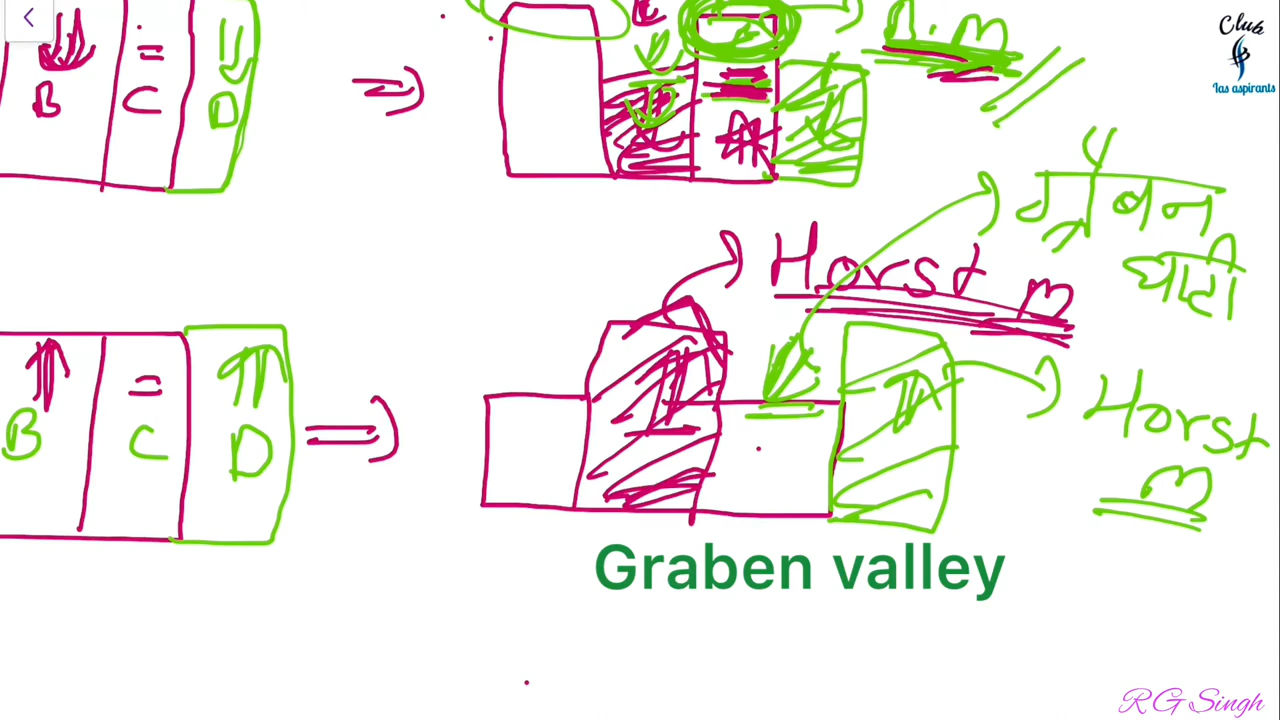 Club
Ias aspirants
B
=
C
D
⇒
H.m
ग्राबन
घाटी
Horst m
B
=
C
D
⇒
Horst
m
Graben valley
RG Singh